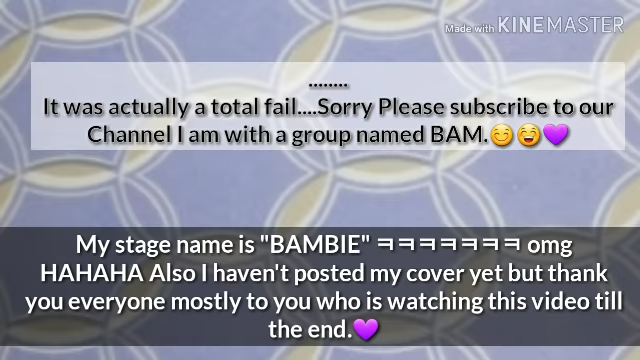 Made with KINEMASTER
........
It was actually a total fail....Sorry Please subscribe to our
Channel I am with a group named BAM.😊😂💜
My stage name is "BAMBIE" ㅋㅋㅋㅋㅋㅋㅋ omg
HAHAHA Also I haven't posted my cover yet but thank
you everyone mostly to you who is watching this video till
the end.💜